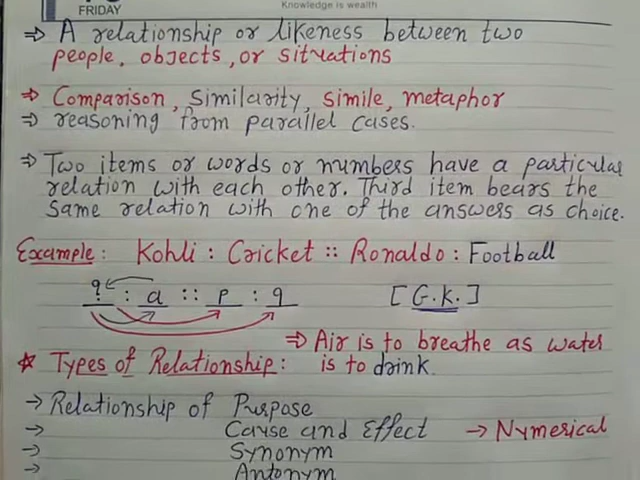 FRIDAY
Knowledge is wealth
⇒ A relationship or likeness between two
people, objects, or situations
⇒ Comparison, similarity, simile, metaphor
⇒ reasoning from parallel cases.
⇒ Two items or words or numbers have a particular
relation with each other. Third item bears the
same relation with one of the answers as choice.
Example: Kohli : Cricket :: Ronaldo : Football
? : a :: p : q [G.K.]
⇒ Air is to breathe as water
is to drink.
* Types of Relationship:
→ Relationship of Purpose
→ Cause and Effect → Nymerical
→ Synonym
→ Antonym